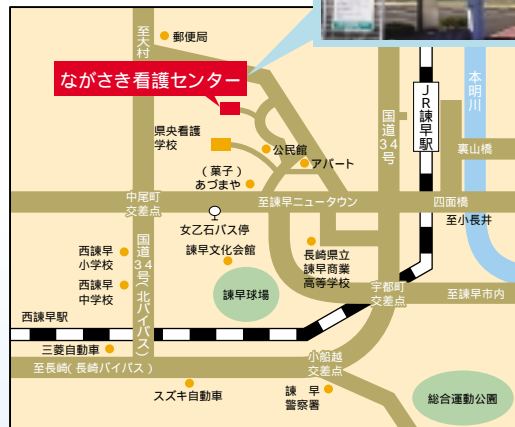 至大村
郵便局
ながさき看護センター
県央看護
学校
公民館
アパート
(菓子)
あづまや
国道34号
JR諫早駅
本明川
裏山橋
中尾町
交差点
至諫早ニュータウン
四面橋
至小長井
女乙石バス停
諫早文化会館
西諫早
小学校
西諫早
中学校
国道34号(北バイパス)
諫早球場
長崎県立
諫早商業
高等学校
宇都町
交差点
至諫早市内
西諫早駅
三菱自動車
至長崎(長崎バイパス)
小船越
交差点
スズキ自動車
諫早
警察署
総合運動公園